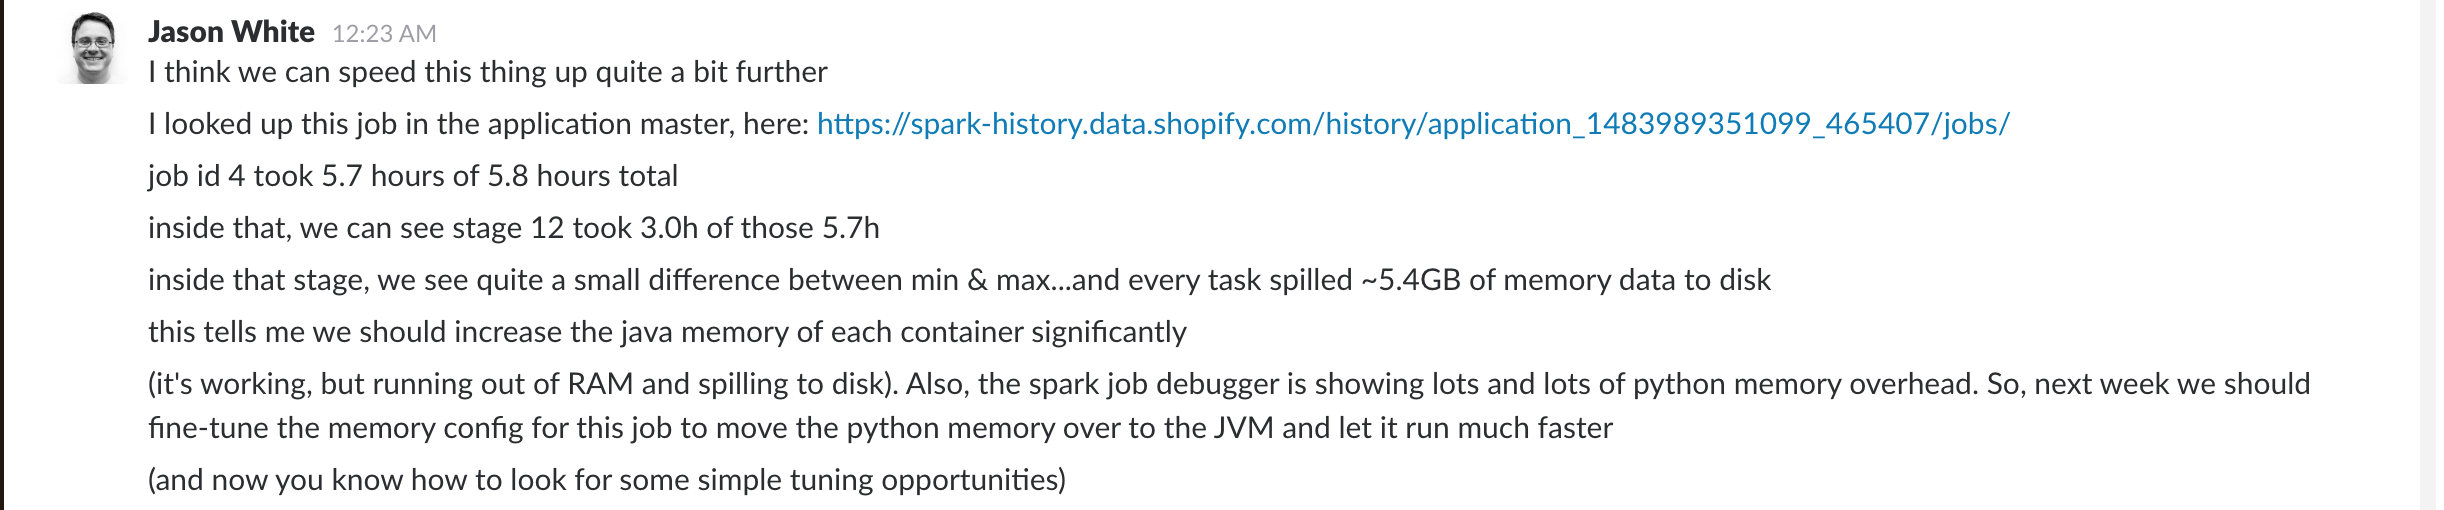 Jason White 12:23 AM
I think we can speed this thing up quite a bit further
I looked up this job in the application master, here: https://spark-history.data.shopify.com/history/application_1483989351099_465407/jobs/
job id 4 took 5.7 hours of 5.8 hours total
inside that, we can see stage 12 took 3.0h of those 5.7h
inside that stage, we see quite a small difference between min & max...and every task spilled ~5.4GB of memory data to disk
this tells me we should increase the java memory of each container significantly
(it's working, but running out of RAM and spilling to disk). Also, the spark job debugger is showing lots and lots of python memory overhead. So, next week we should
fine-tune the memory config for this job to move the python memory over to the JVM and let it run much faster
(and now you know how to look for some simple tuning opportunities)